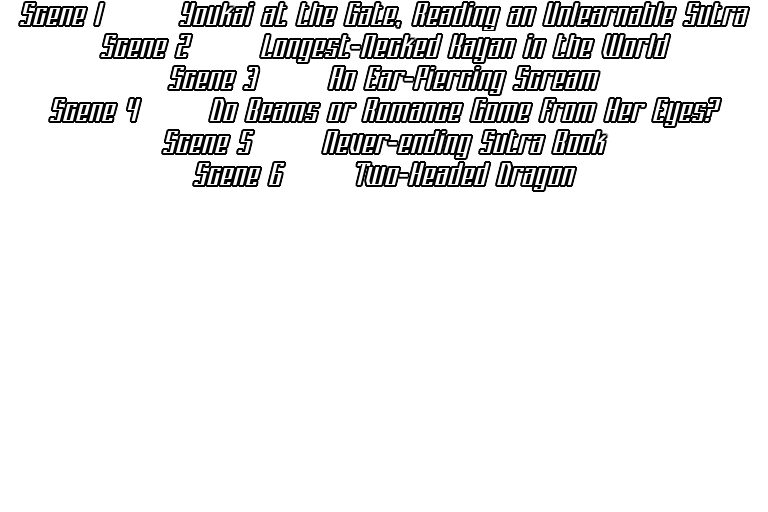 Scene 1 Youkai at the Gate, Reading an Unlearnable Sutra
Scene 2 Longest-Necked Kayan in the World
Scene 3 An Ear-Piercing Scream
Scene 4 Do Beams or Romance Come From Her Eyes?
Scene 5 Never-ending Sutra Book
Scene 6 Two-Headed Dragon